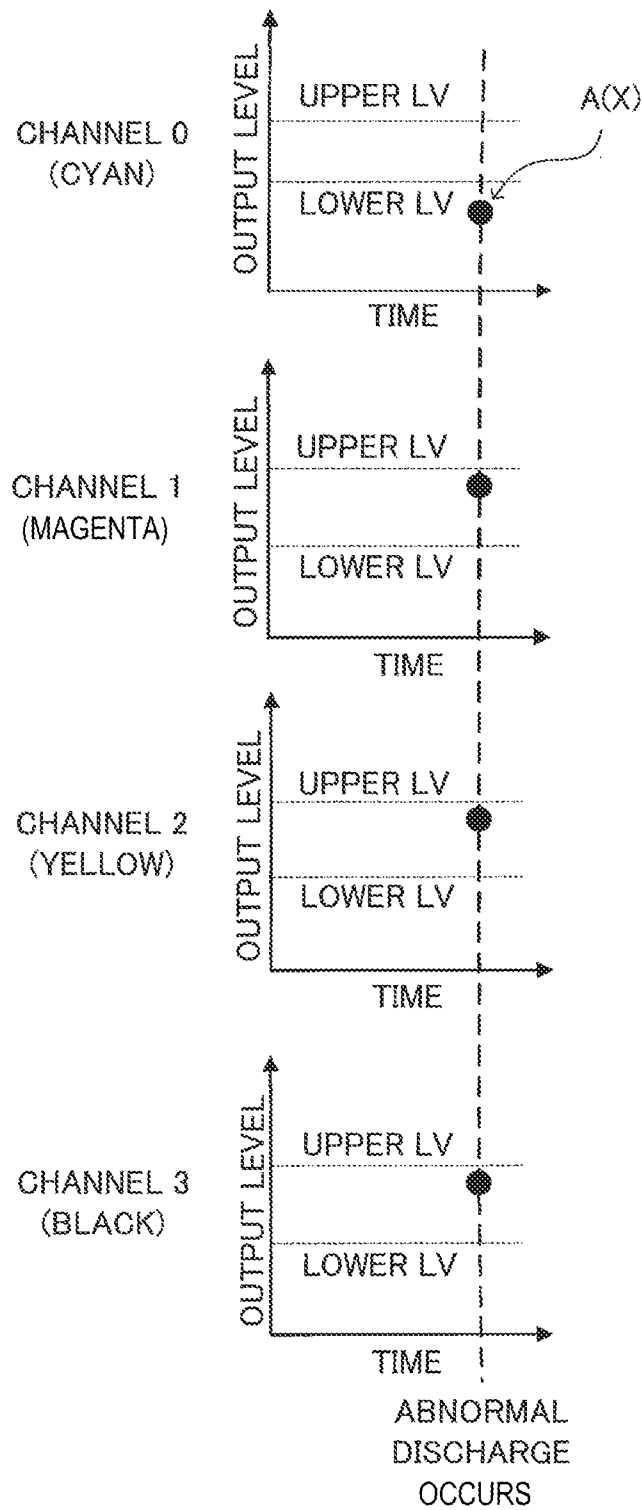 CHANNEL 0
(CYAN)
OUTPUT LEVEL
UPPER LV
LOWER LV
A(X)
TIME
CHANNEL 1
(MAGENTA)
OUTPUT LEVEL
UPPER LV
LOWER LV
TIME
CHANNEL 2
(YELLOW)
OUTPUT LEVEL
UPPER LV
LOWER LV
TIME
CHANNEL 3
(BLACK)
OUTPUT LEVEL
UPPER LV
LOWER LV
TIME
ABNORMAL
DISCHARGE
OCCURS